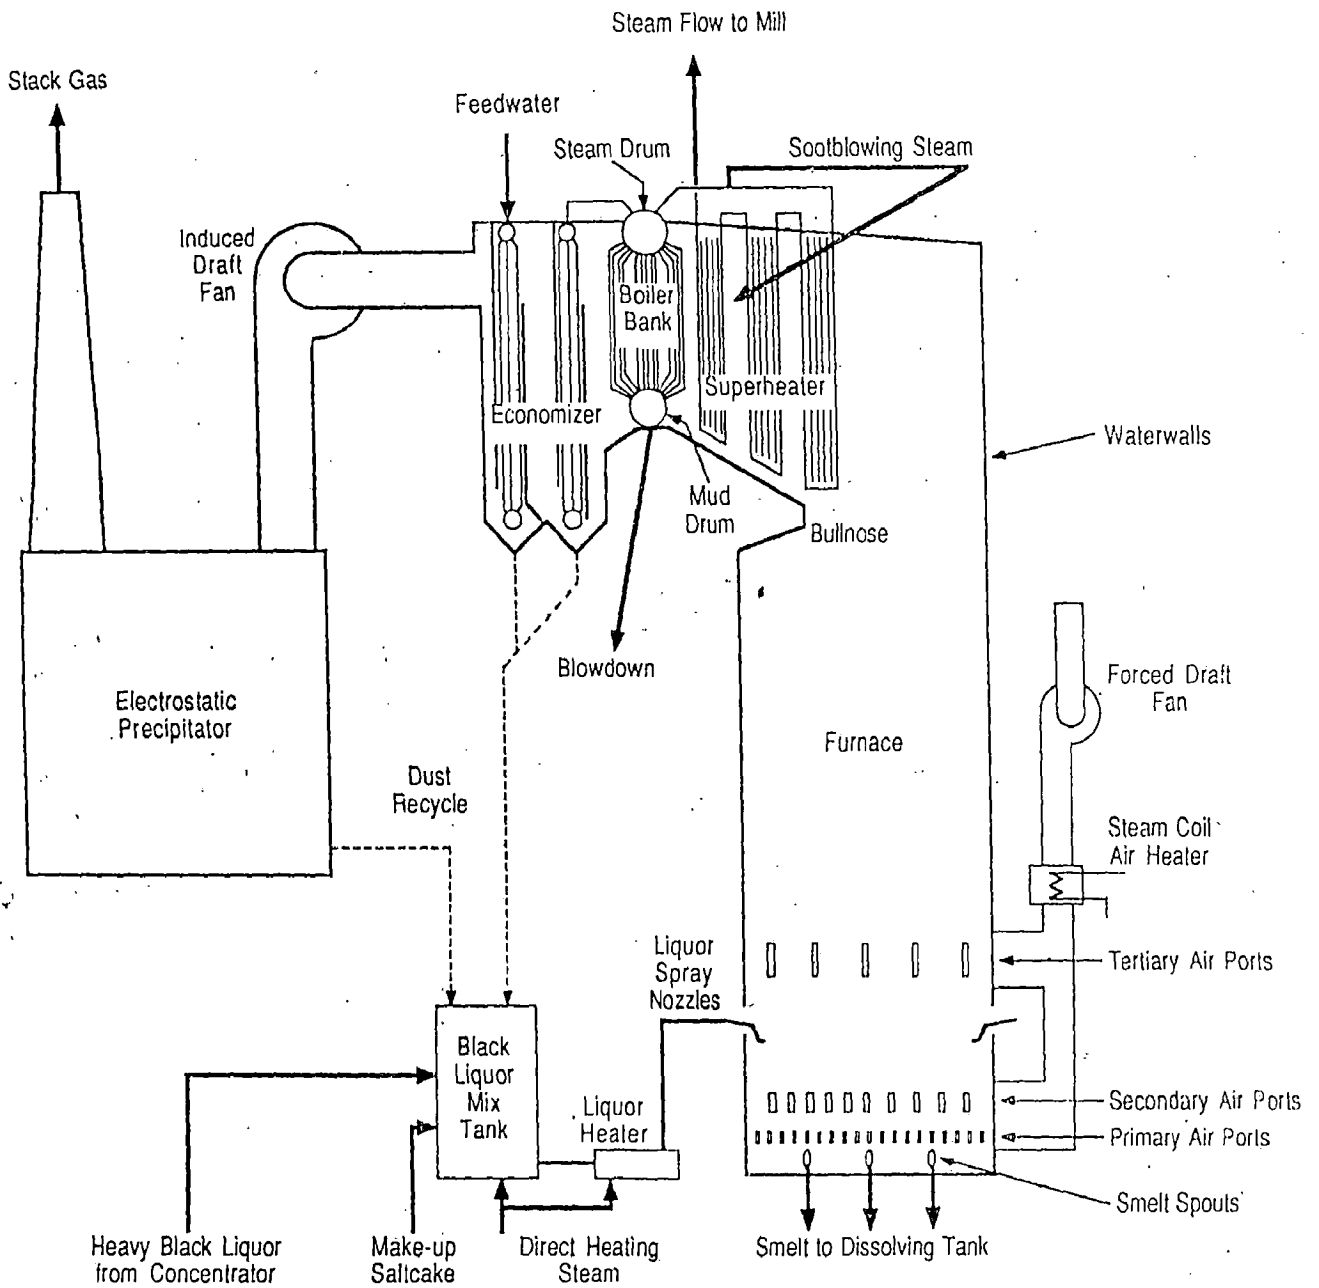 Steam Flow to Mill
Stack Gas
Feedwater
Steam Drum
Sootblowing Steam
Induced
Draft
Fan
Boiler
Bank
Superheater
Economizer
Waterwalls
Mud
Drum
Bullnose
Blowdown
Forced Draft
Fan
Electrostatic
Precipitator
Furnace
Dust
Recycle
Steam Coil
Air Heater
Liquor
Spray
Nozzles
Tertiary Air Ports
Black
Liquor
Mix
Tank
Liquor
Heater
Secondary Air Ports
Primary Air Ports
Smelt Spouts
Heavy Black Liquor
from Concentrator
Make-up
Saltcake
Direct Heating
Steam
Smelt to Dissolving Tank